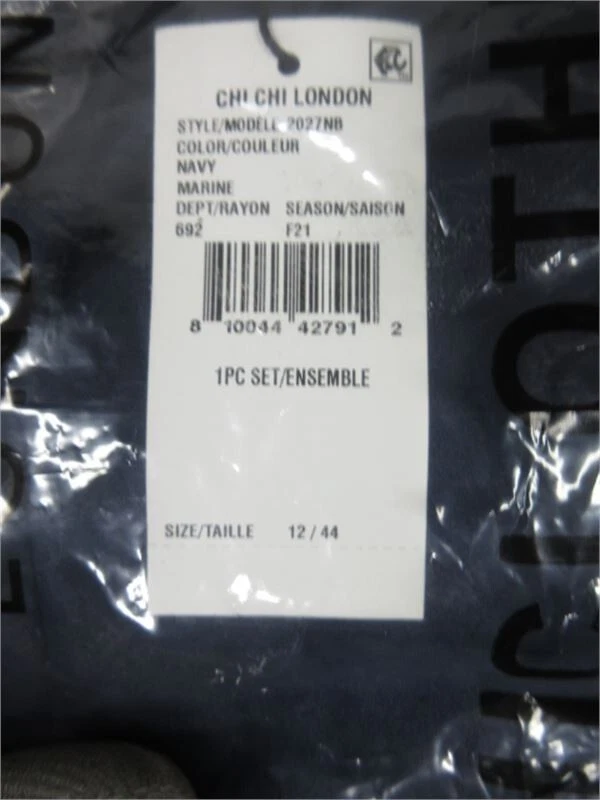 CHI CHI LONDON
STYLE/MODÈLE 2027NB
COLOR/COULEUR
NAVY
MARINE
DEPT/RAYON SEASON/SAISON
692 F21
8 10044 42791 2
1PC SET/ENSEMBLE
SIZE/TAILLE 12 / 44